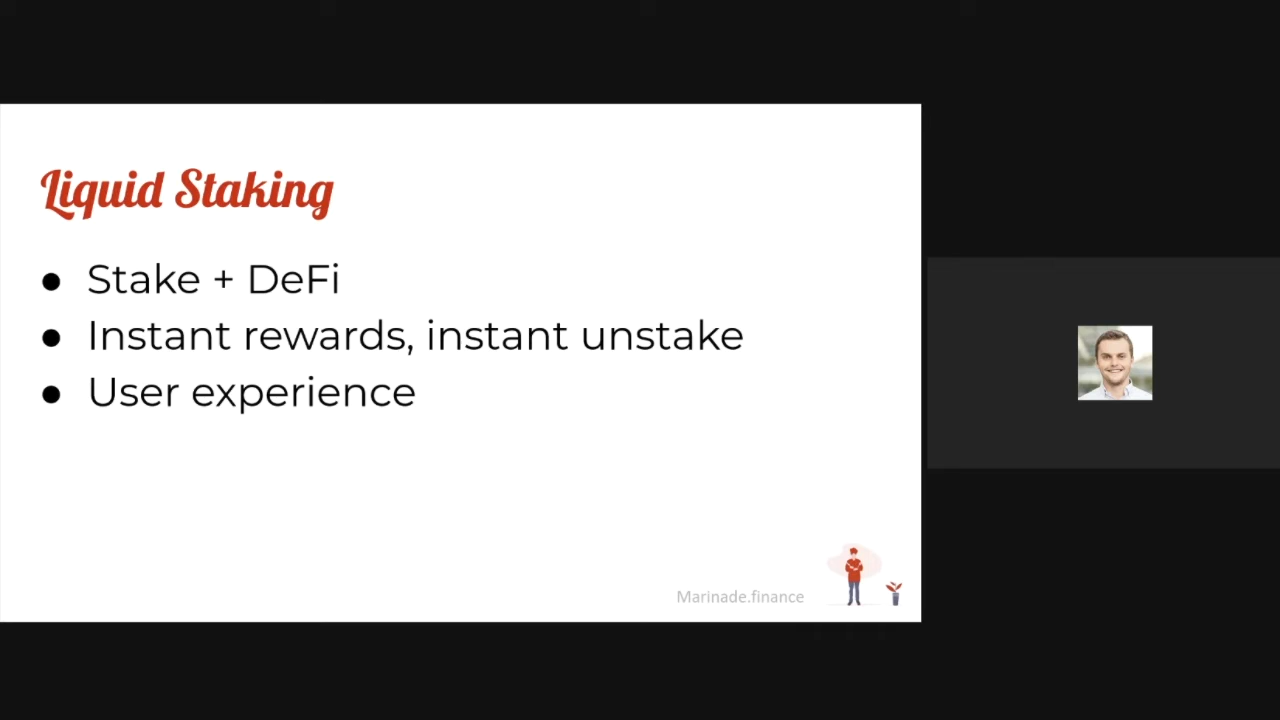 Liquid Staking
● Stake + DeFi
● Instant rewards, instant unstake
● User experience
Marinade.finance